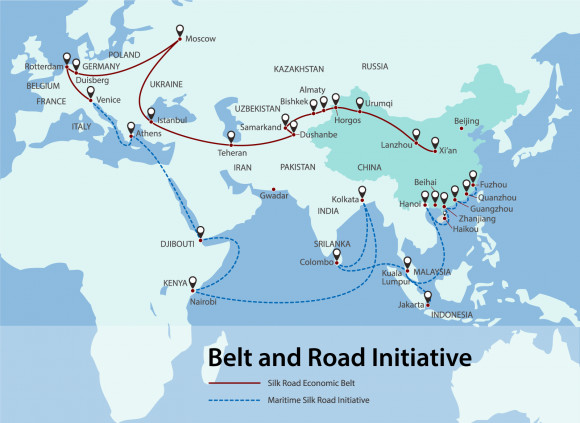 Moscow
POLAND
Rotterdam
GERMANY
Duisberg
BELGIUM
FRANCE
Venice
UKRAINE
ITALY
Istanbul
Athens
KAZAKHSTAN
RUSSIA
Almaty
Bishkek
UZBEKISTAN
Samarkand
Dushanbe
Horgos
Urumqi
Beijing
Lanzhou
Xi'an
Teheran
IRAN
PAKISTAN
CHINA
Gwadar
Kolkata
INDIA
Beihai
Hanoi
Fuzhou
Quanzhou
Guangzhou
Zhanjiang
Haikou
DJIBOUTI
SRILANKA
Colombo
Kuala
Lumpur
MALAYSIA
KENYA
Nairobi
Jakarta
INDONESIA
Belt and Road Initiative
Silk Road Economic Belt
Maritime Silk Road Initiative